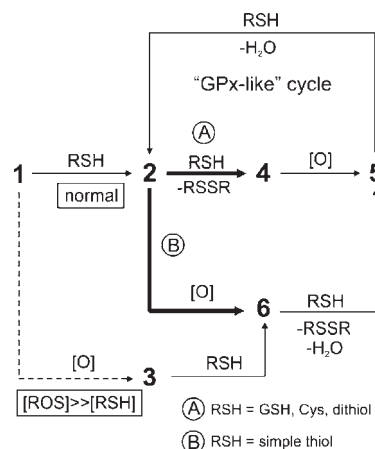 RSH
-H₂O
"GPx-like" cycle
A
1 RSH 2 RSH 4 [O] 5
normal -RSSR
B
[O]
6 RSH
-RSSR
-H₂O
[O]
3 RSH
[ROS]>>[RSH]
A RSH = GSH, Cys, dithiol
B RSH = simple thiol